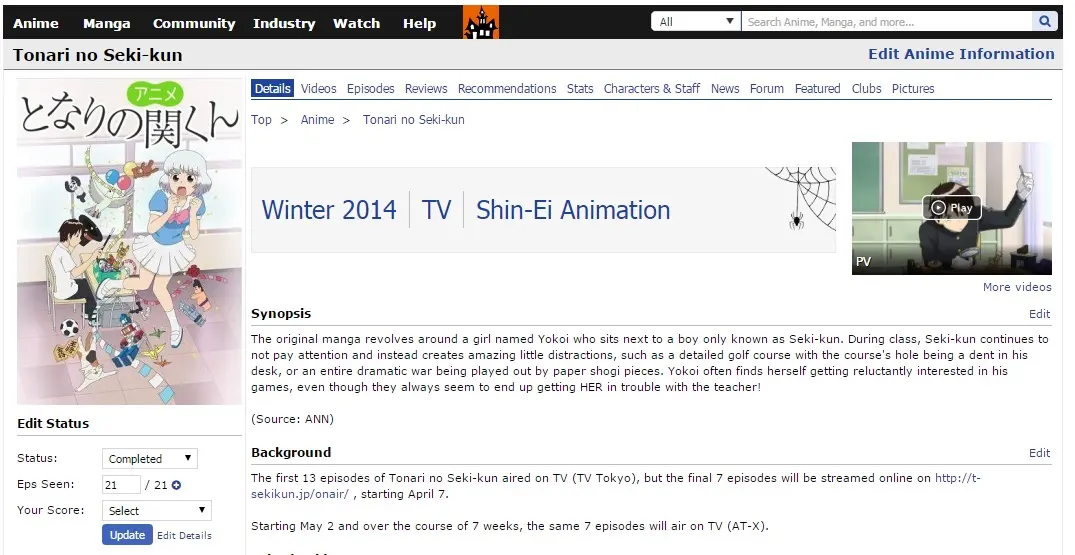 Anime Manga Community Industry Watch Help All Search Anime, Manga, and more...
Tonari no Seki-kun Edit Anime Information
アニメ
となりの関くん
Details Videos Episodes Reviews Recommendations Stats Characters & Staff News Forum Featured Clubs Pictures
Top > Anime > Tonari no Seki-kun
Winter 2014 TV Shin-Ei Animation
Play
PV
More videos
Synopsis Edit
The original manga revolves around a girl named Yokoi who sits next to a boy only known as Seki-kun. During class, Seki-kun continues to
not pay attention and instead creates amazing little distractions, such as a detailed golf course with the course's hole being a dent in his
desk, or an entire dramatic war being played out by paper shogi pieces. Yokoi often finds herself getting reluctantly interested in his
games, even though they always seem to end up getting HER in trouble with the teacher!
(Source: ANN)
Edit Status
Status: Completed
Eps Seen: 21 / 21
Your Score: Select
Update Edit Details
Background Edit
The first 13 episodes of Tonari no Seki-kun aired on TV (TV Tokyo), but the final 7 episodes will be streamed online on http://t-
sekikun.jp/onair/ , starting April 7.
Starting May 2 and over the course of 7 weeks, the same 7 episodes will air on TV (AT-X).